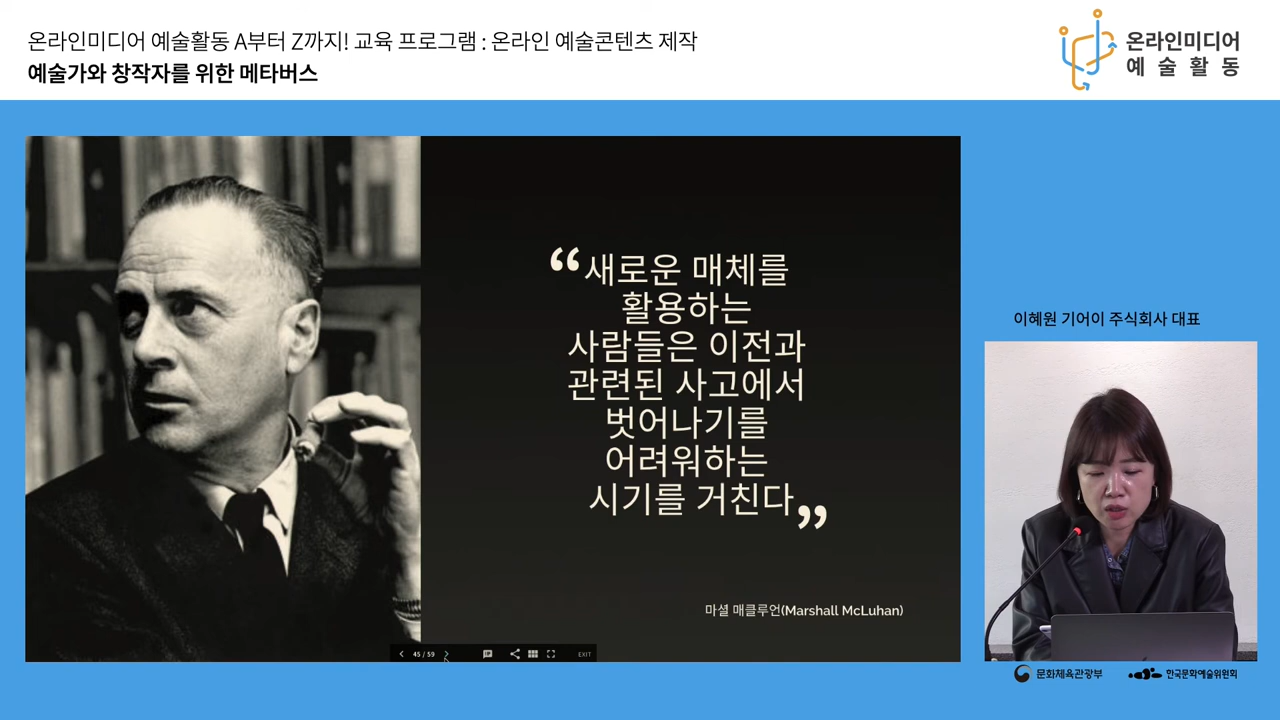 온라인미디어 예술활동 A부터 Z까지! 교육 프로그램 : 온라인 예술콘텐츠 제작
예술가와 창작자를 위한 메타버스
온라인미디어
예 술 활 동
“새로운 매체를
활용하는
사람들은 이전과
관련된 사고에서
벗어나기를
어려워하는
시기를 거친다”
마셜 매클루언(Marshall McLuhan)
45 / 59
EXIT
이혜원 기어이 주식회사 대표
문화체육관광부
한국문화예술위원회